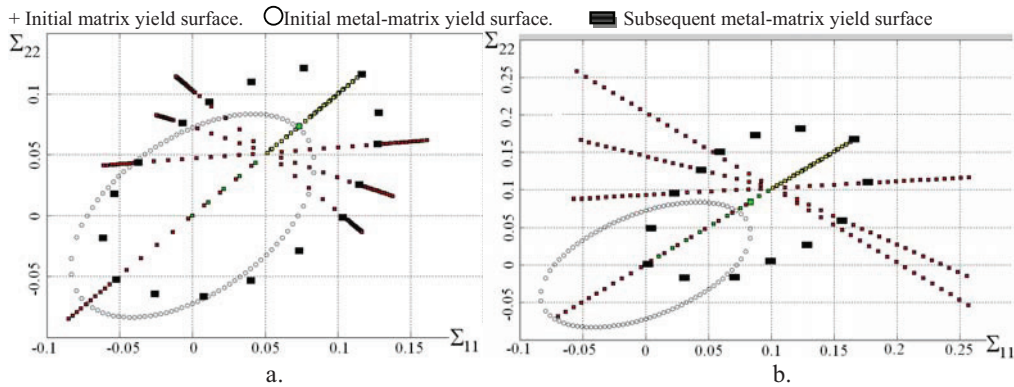 + Initial matrix yield surface. Initial metal-matrix yield surface. Subsequent metal-matrix yield surface
Σ22
0.1
0.05
0
-0.05
-0.1 -0.05 0 0.05 0.1 0.15 Σ11
a.
Σ22
0.25
0.2
0.15
0.1
0.05
0
-0.05
-0.1 -0.05 0 0.05 0.1 0.15 0.2 0.25 Σ11
b.